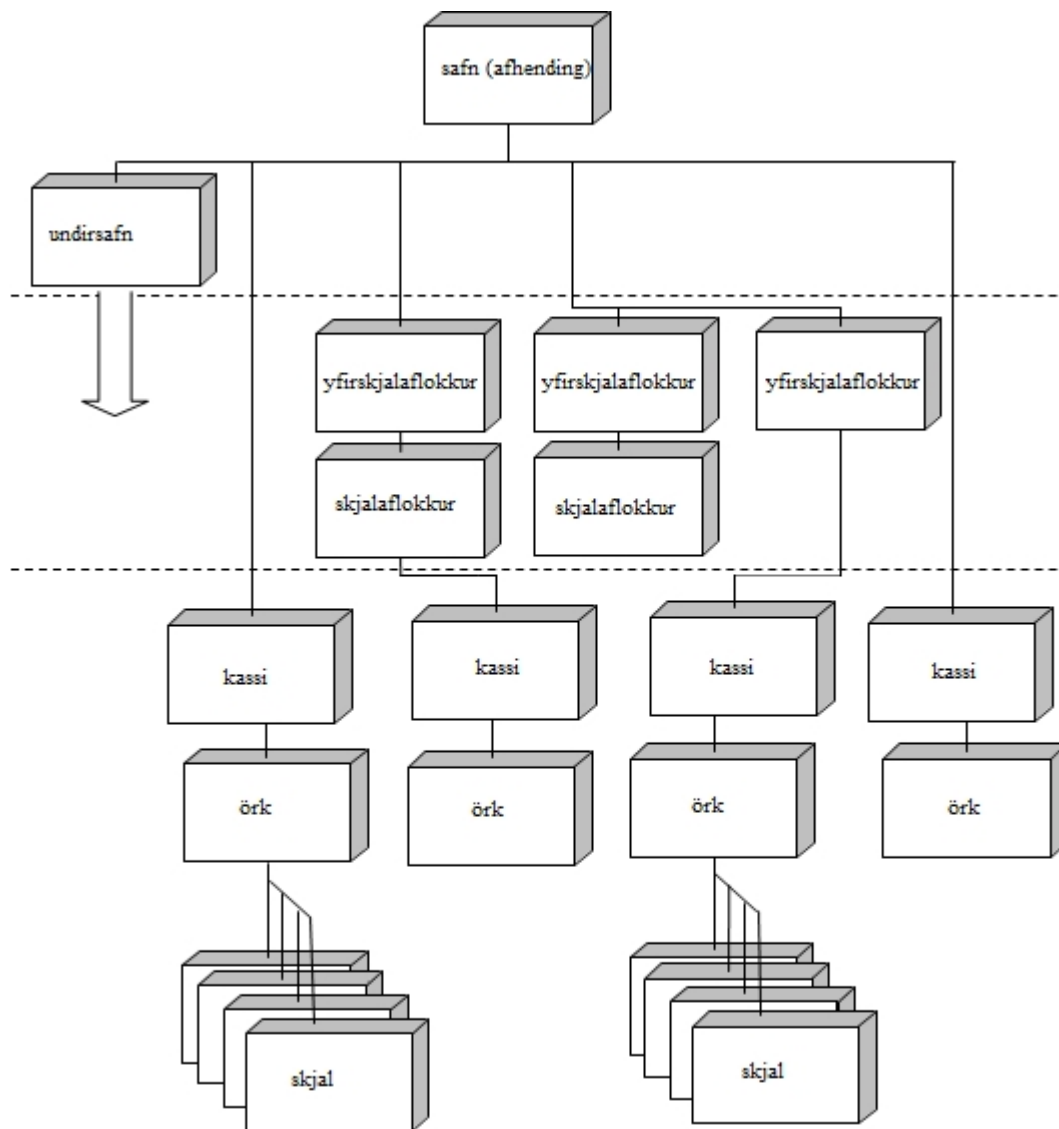 safn (afhending)
undirsafn
yfirskjalaflokkur
yfirskjalaflokkur
yfirskjalaflokkur
skjalaflokkur
skjalaflokkur
kassi
kassi
kassi
kassi
örk
örk
örk
örk
skjal
skjal